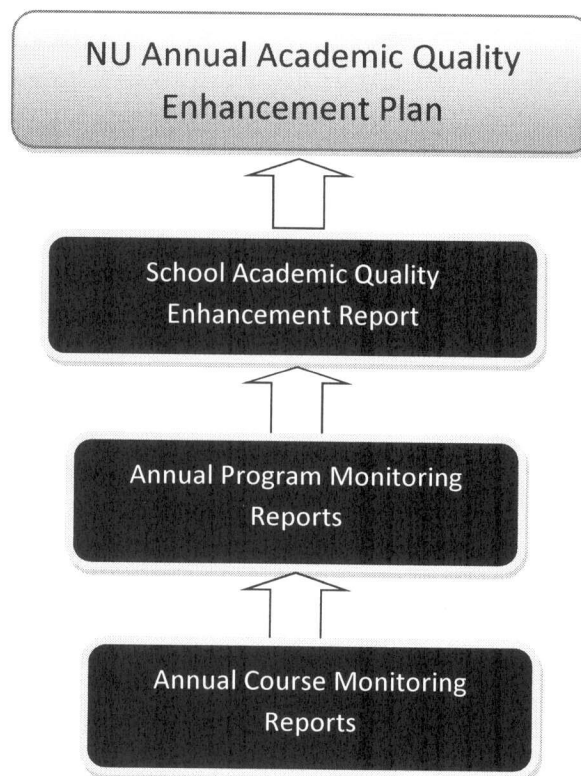 NU Annual Academic Quality
Enhancement Plan
School Academic Quality
Enhancement Report
Annual Program Monitoring
Reports
Annual Course Monitoring
Reports